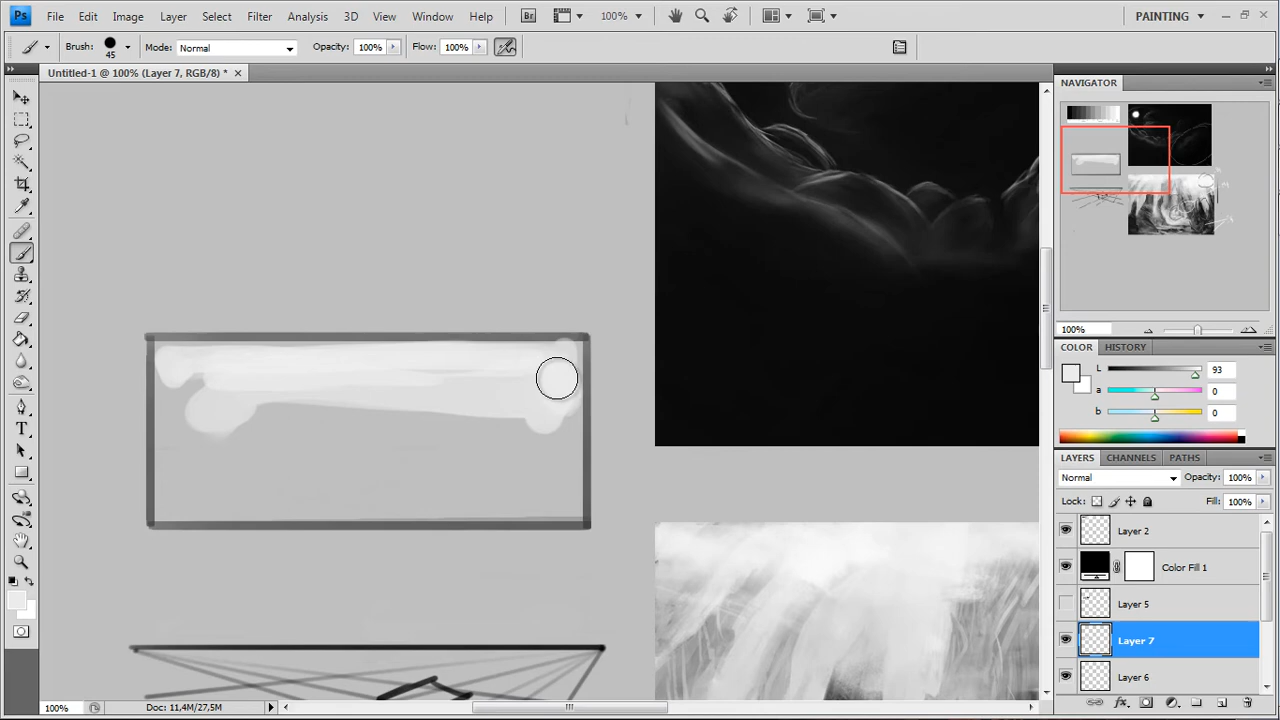 Ps File Edit Image Layer Select Filter Analysis 3D View Window Help Br 100% PAINTING
Brush: 45 Mode: Normal Opacity: 100% Flow: 100%
Untitled-1 @ 100% (Layer 7, RGB/8) *
NAVIGATOR
100%
COLOR HISTORY
L 93
a 0
b 0
LAYERS CHANNELS PATHS
Normal Opacity: 100%
Lock: Fill: 100%
Layer 2
Color Fill 1
Layer 5
Layer 7
Layer 6
T
100% Doc: 11,4M/27,5M
fx